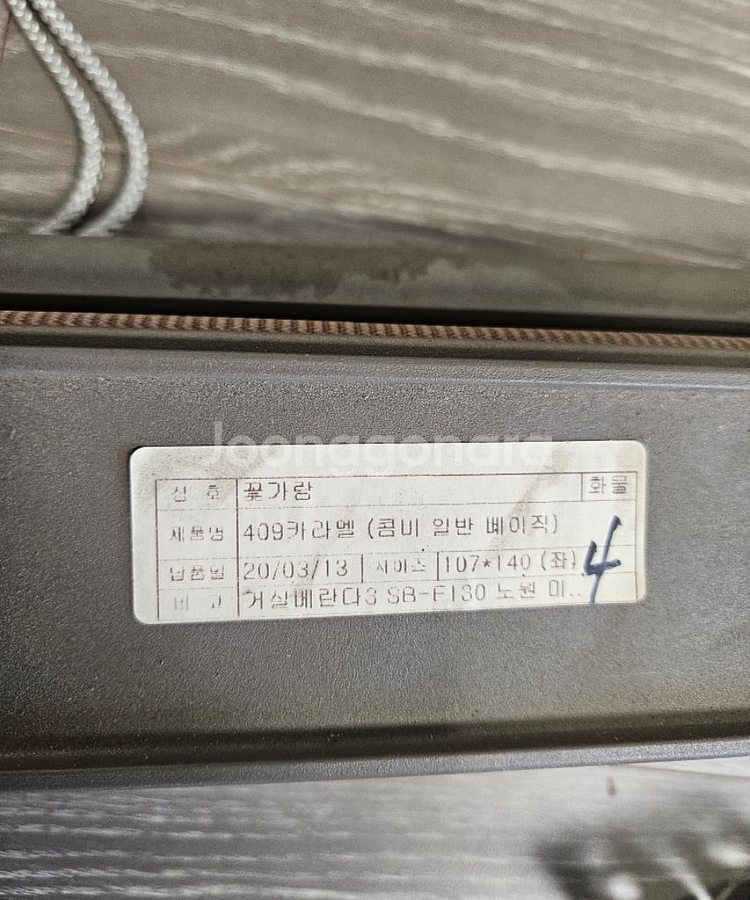 Joonggonara
상 호 꽃가람 화물
제품명 409카라멜 (콤비 일반 베이직)
납품일 20/03/13 사이즈 107*140 (좌) 4
비 고 거실베란다3 SB-E130 노원 미..